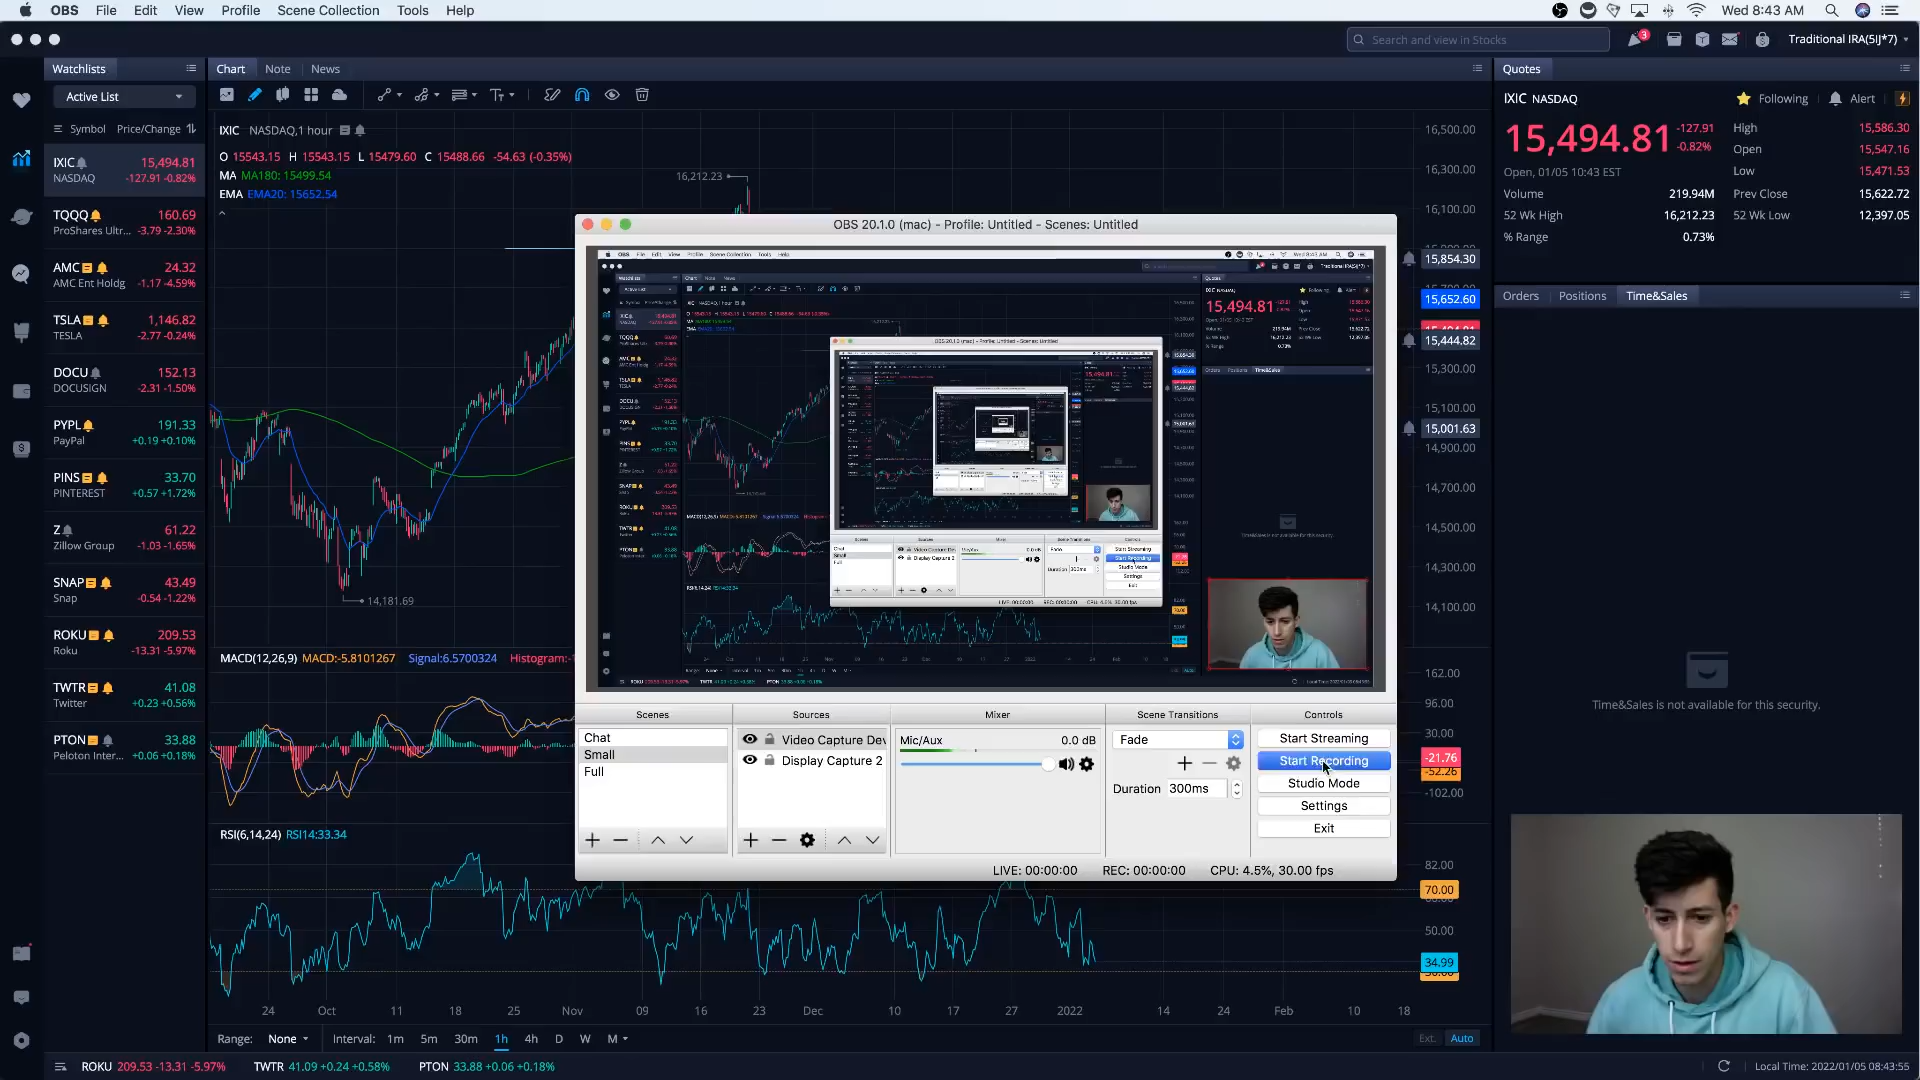 OBS File Edit View Profile Scene Collection Tools Help
Wed 8:43 AM
Search and view in Stocks
3
Traditional IRA(5IJ*7)
Watchlists
Active List
Symbol Price/Change
IXIC 15,494.81
NASDAQ -127.91 -0.82%
TQQQ 160.69
ProShares Ultr... -3.79 -2.30%
AMC 24.32
AMC Ent Holdg -1.17 -4.59%
TSLA 1,146.82
TESLA -2.77 -0.24%
DOCU 152.13
DOCUSIGN -2.31 -1.50%
PYPL 191.33
PayPal +0.19 +0.10%
PINS 33.70
PINTEREST +0.57 +1.72%
Z 61.22
Zillow Group -1.03 -1.65%
SNAP 43.49
Snap -0.54 -1.22%
ROKU 209.53
Roku -13.31 -5.97%
TWTR 41.08
Twitter +0.23 +0.56%
PTON 33.88
Peloton Inter... +0.06 +0.18%
Chart Note News
IXIC NASDAQ,1 hour
O 15543.15 H 15543.15 L 15479.60 C 15488.66 -54.63 (-0.35%)
MA MA180: 15499.54
EMA EMA20: 15652.54
16,212.23
14,181.69
16,500.00
16,300.00
16,100.00
15,854.30
15,652.60
15,444.82
15,300.00
15,100.00
15,001.63
14,900.00
14,700.00
14,500.00
14,300.00
14,100.00
MACD(12,26,9) MACD:-5.8101267 Signal:6.5700324 Histogram:-1
162.00
96.00
30.00
-21.76
-52.26
-102.00
RSI(6,14,24) RSI14:33.34
82.00
70.00
50.00
34.99
24 Oct 11 18 25 Nov 09 16 23 Dec 10 17 27 2022 14 24 Feb 10 18
Range: None Interval: 1m 5m 30m 1h 4h D W M
Ext. Auto
OBS 20.1.0 (mac) - Profile: Untitled - Scenes: Untitled
Scenes
Chat
Small
Full
Sources
Video Capture Dev
Display Capture 2
Mixer
Mic/Aux 0.0 dB
Scene Transitions
Fade
Duration 300ms
Controls
Start Streaming
Start Recording
Studio Mode
Settings
Exit
LIVE: 00:00:00 REC: 00:00:00 CPU: 4.5%, 30.00 fps
Quotes
IXIC NASDAQ
Following Alert
15,494.81 -127.91
-0.82%
Open, 01/05 10:43 EST
High 15,586.30
Open 15,547.16
Low 15,471.53
Volume 219.94M Prev Close 15,622.72
52 Wk High 16,212.23 52 Wk Low 12,397.05
% Range 0.73%
Orders Positions Time&Sales
Time&Sales is not available for this security.
ROKU 209.53 -13.31 -5.97% TWTR 41.09 +0.24 +0.58% PTON 33.88 +0.06 +0.18%
Local Time: 2022/01/05 08:43:55